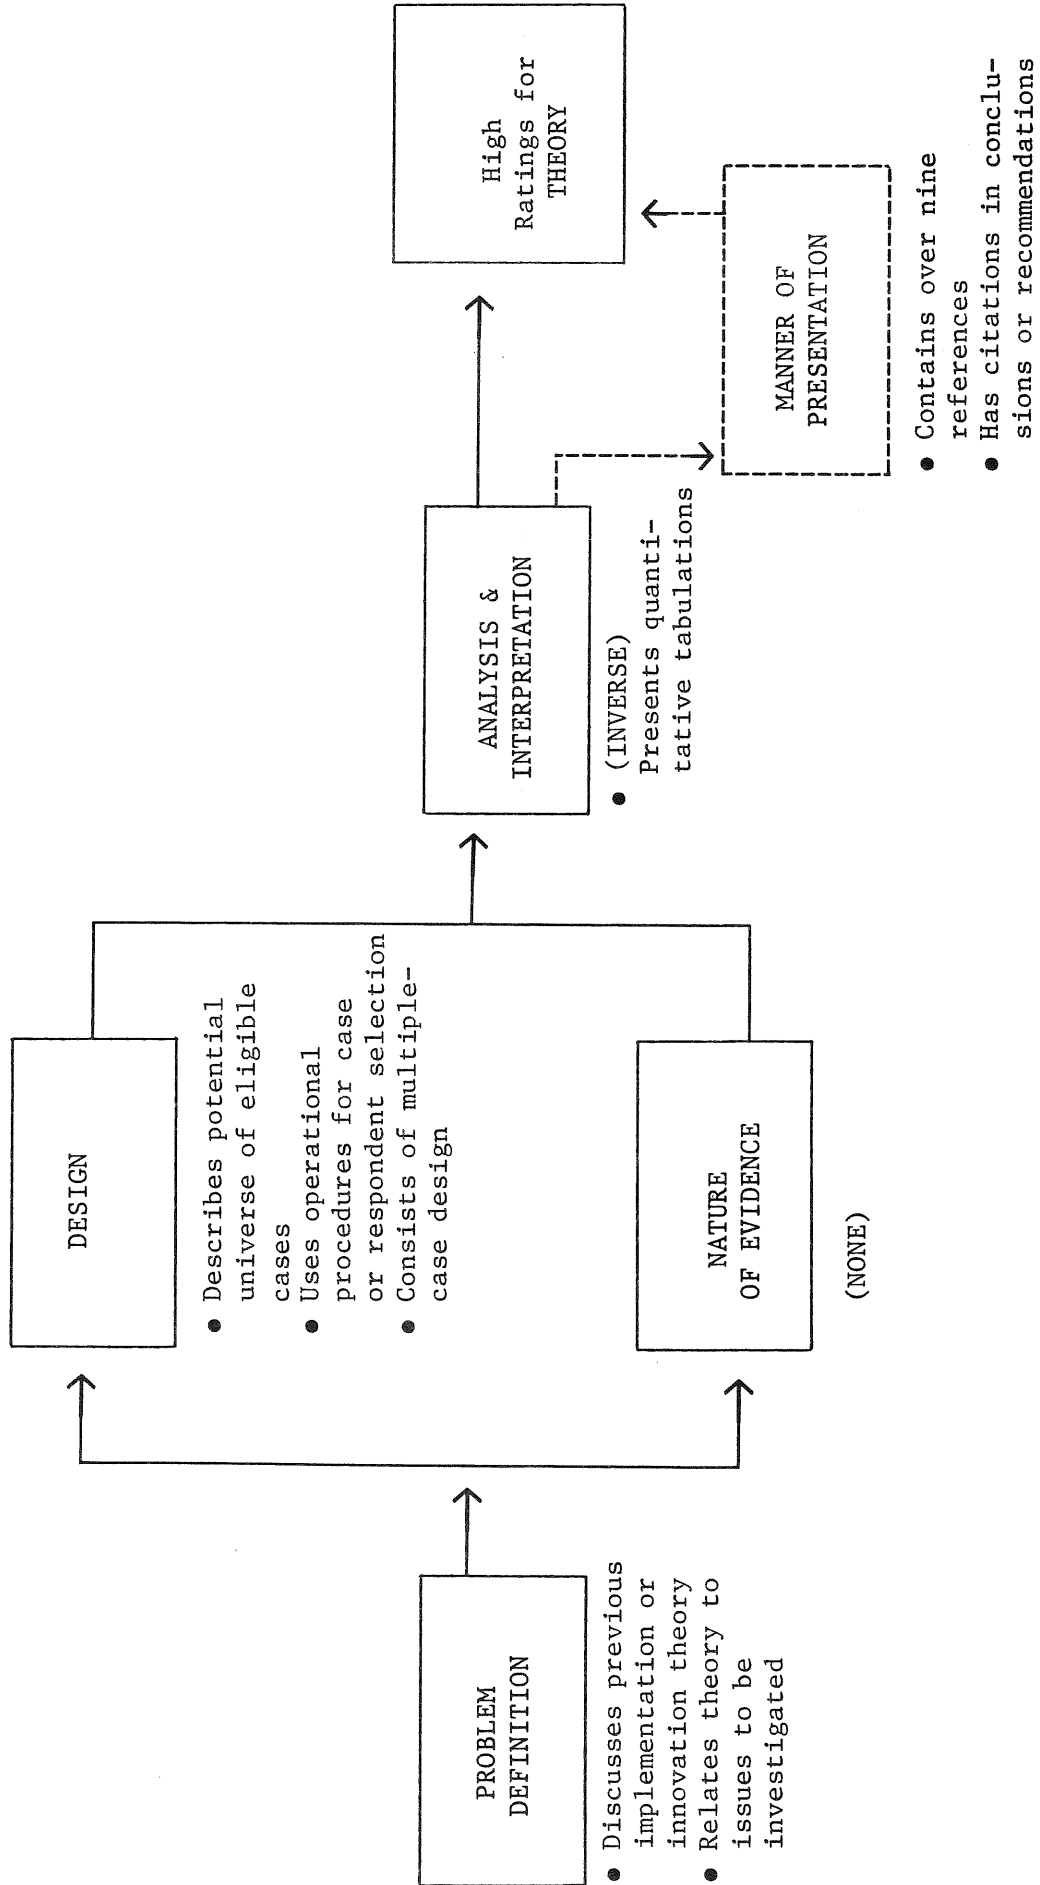 PROBLEM
DEFINITION
● Discusses previous
implementation or
innovation theory
● Relates theory to
issues to be
investigated
DESIGN
● Describes potential
universe of eligible
cases
● Uses operational
procedures for case
or respondent selection
● Consists of multiple-
case design
NATURE
OF EVIDENCE
(NONE)
ANALYSIS &
INTERPRETATION
● (INVERSE)
Presents quanti-
tative tabulations
High
Ratings for
THEORY
MANNER OF
PRESENTATION
● Contains over nine
references
● Has citations in conclu-
sions or recommendations